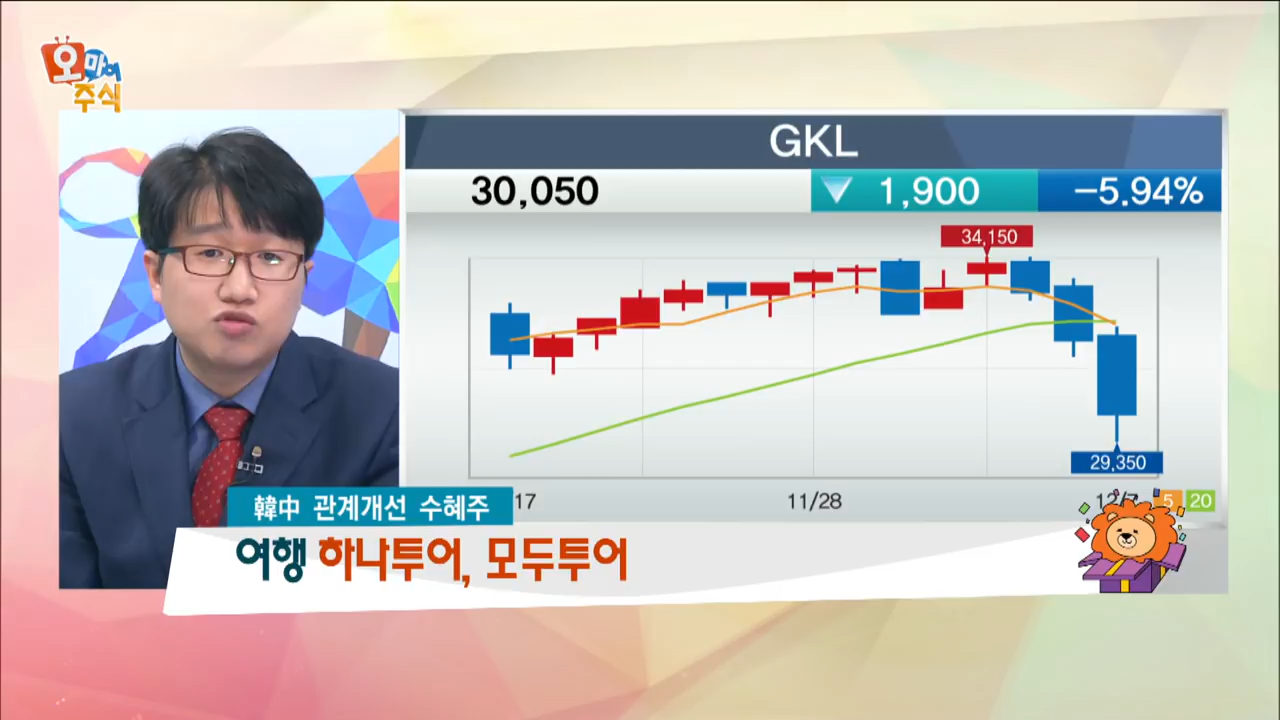 오마이
주식
GKL
30,050
▼ 1,900
-5.94%
34,150
29,350
17
11/28
5
20
韓中 관계개선 수혜주
여행 하나투어, 모두투어